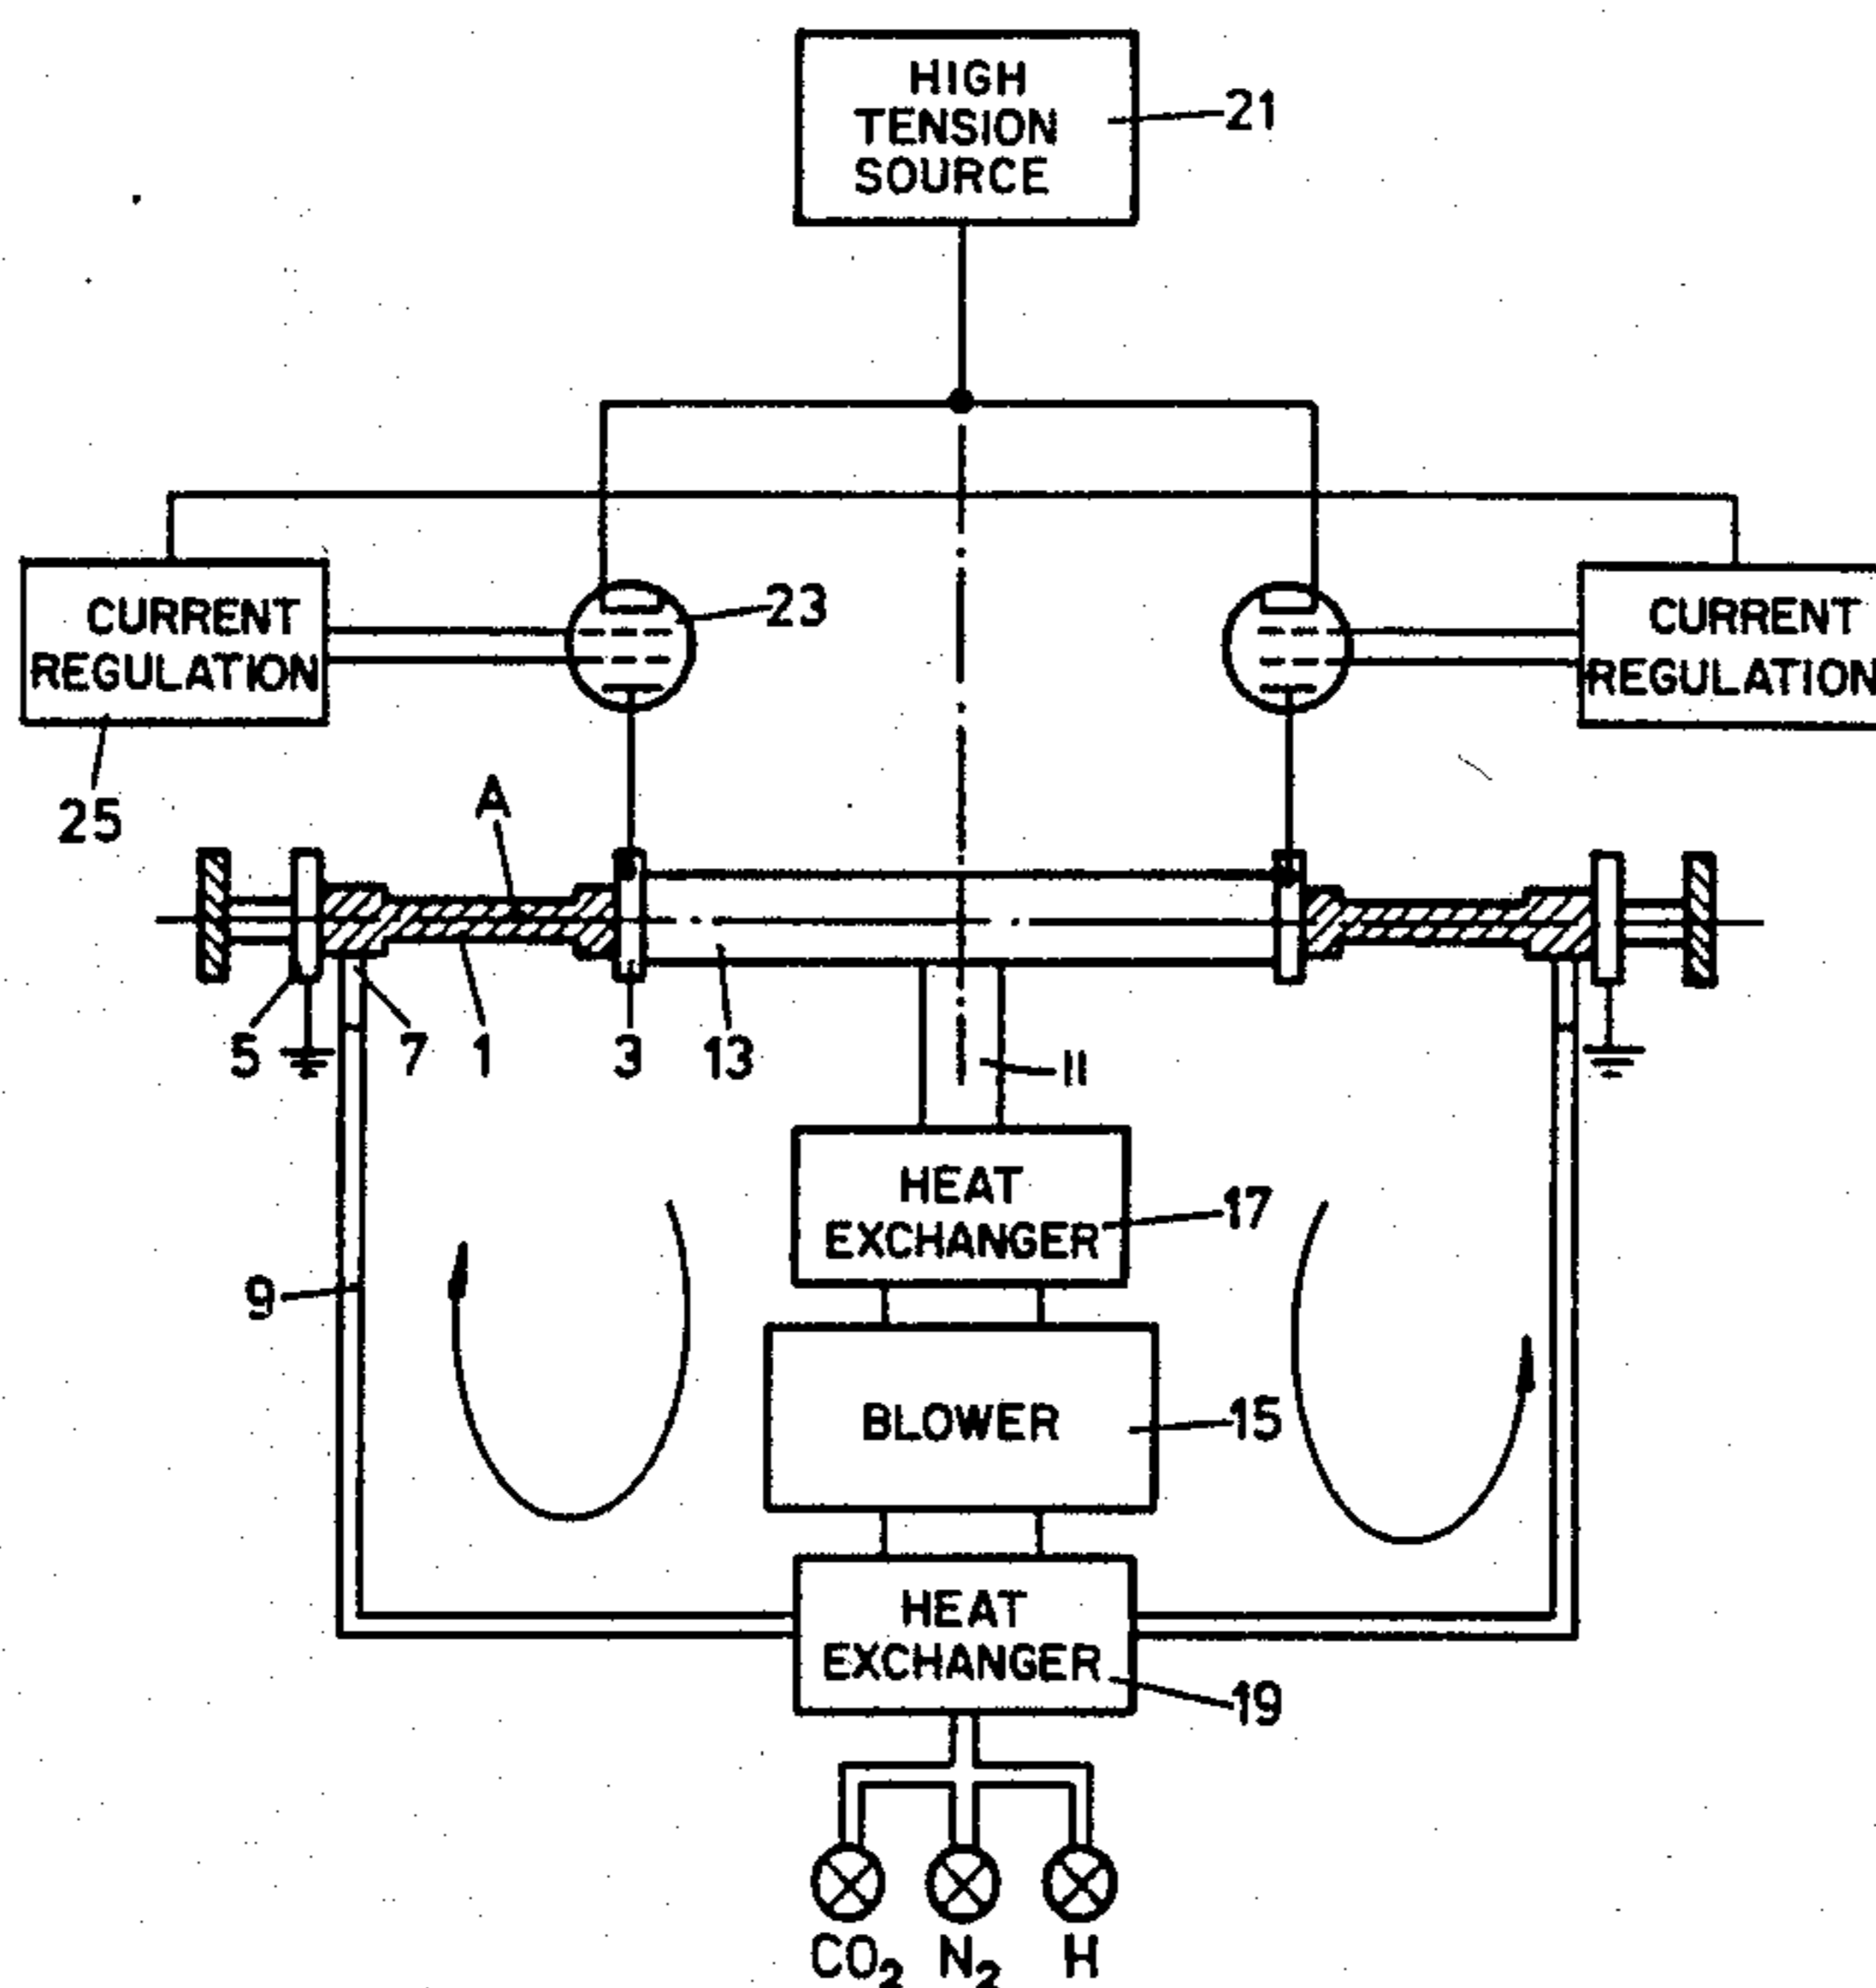 HIGH
TENSION
SOURCE
21
CURRENT
REGULATION
23
CURRENT
REGULATION
25
A
5
7
1
3
13
11
HEAT
EXCHANGER
17
9
BLOWER
15
HEAT
EXCHANGER
19
CO₂ N₂ H